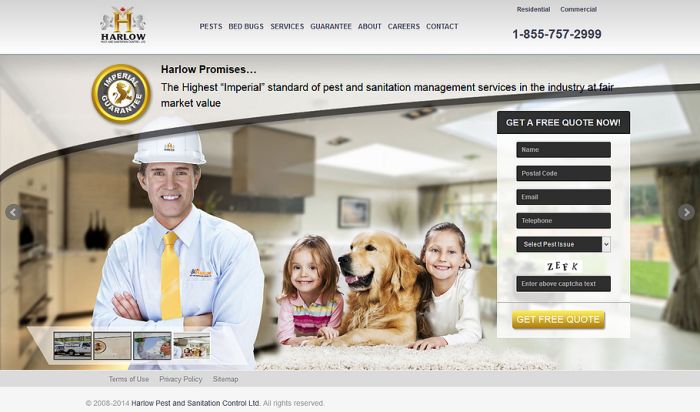 HARLOW
PEST AND SANITATION CONTROL LTD
PESTS BED BUGS SERVICES GUARANTEE ABOUT CAREERS CONTACT
Residential Commercial
1-855-757-2999
IMPERIAL
GUARANTEE
Harlow Promises…
The Highest “Imperial” standard of pest and sanitation management services in the industry at fair
market value
GET A FREE QUOTE NOW!
Name
Postal Code
Email
Telephone
Select Pest Issue
ZEFK
Enter above captcha text
GET FREE QUOTE
HARLOW
HARLOW
Terms of Use Privacy Policy Sitemap
© 2008-2014 Harlow Pest and Sanitation Control Ltd. All rights reserved.